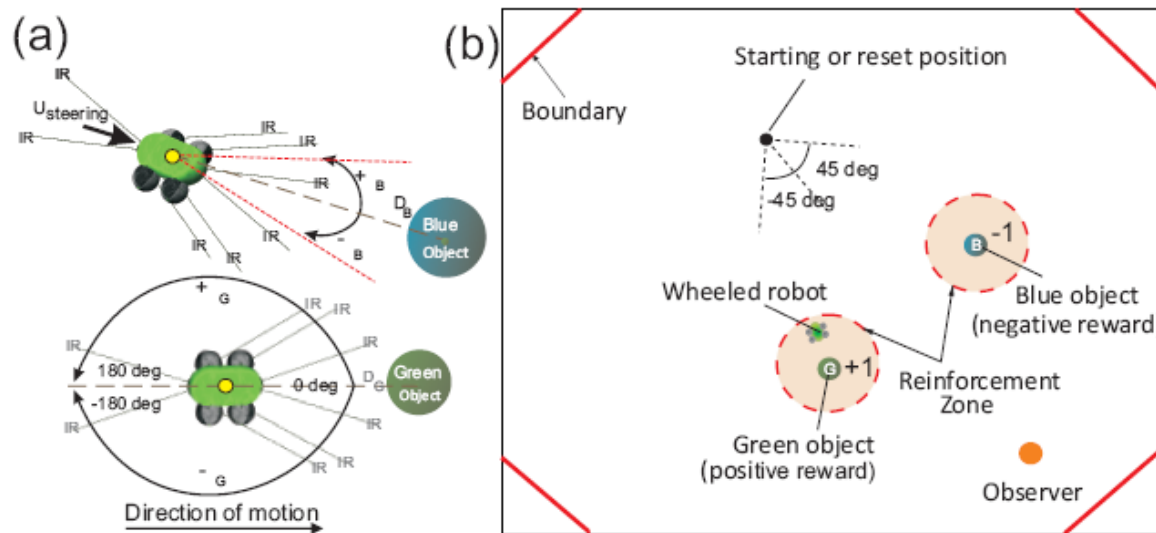 (a)
IR
U steering
IR
IR
IR
IR
+ B
D B
Blue
Object
- B
IR
IR
IR
IR
+ G
IR
IR
IR
IR
180 deg
-180 deg
0 deg
D G
Green
Object
IR
IR
IR
IR
- G
Direction of motion
(b)
Starting or reset position
Boundary
45 deg
-45 deg
B -1
Wheeled robot
Blue object
(negative reward)
G +1
Reinforcement
Zone
Green object
(positive reward)
Observer